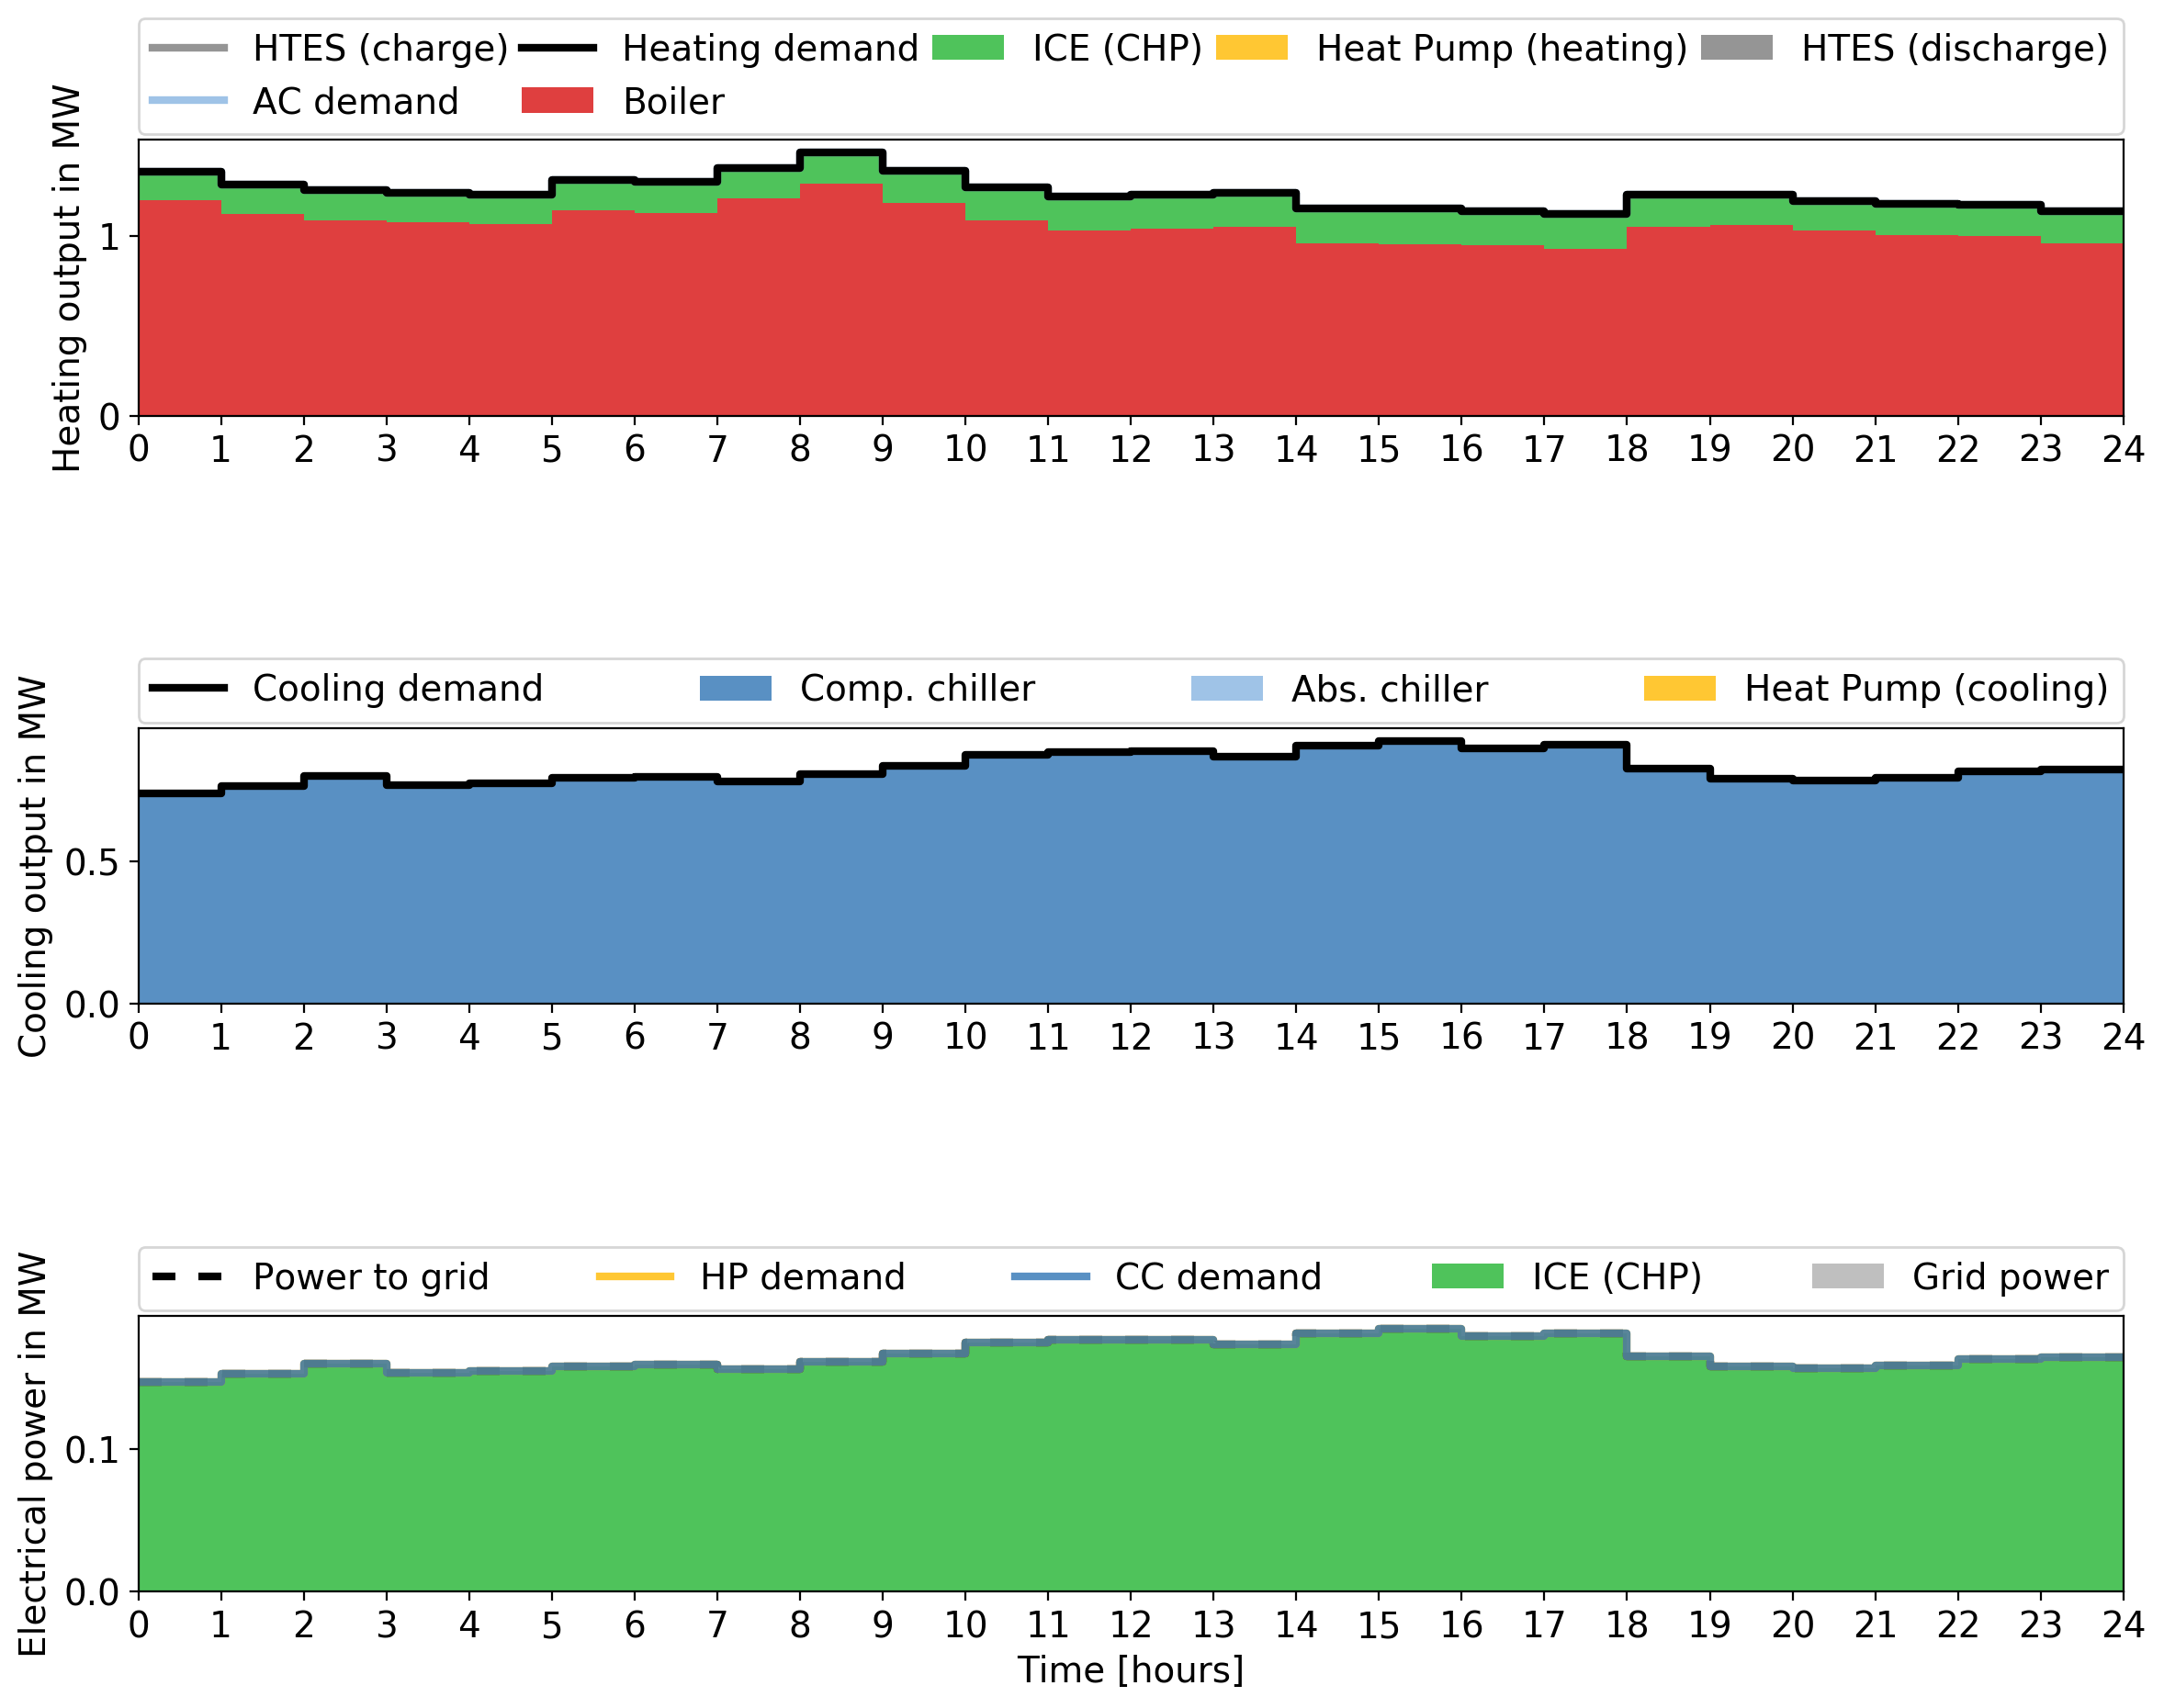 HTES (charge) Heating demand ICE (CHP) Heat Pump (heating) HTES (discharge)
AC demand Boiler
Heating output in MW
1
0
0 1 2 3 4 5 6 7 8 9 10 11 12 13 14 15 16 17 18 19 20 21 22 23 24
Cooling demand Comp. chiller Abs. chiller Heat Pump (cooling)
Cooling output in MW
0.5
0.0
0 1 2 3 4 5 6 7 8 9 10 11 12 13 14 15 16 17 18 19 20 21 22 23 24
Power to grid HP demand CC demand ICE (CHP) Grid power
Electrical power in MW
0.1
0.0
0 1 2 3 4 5 6 7 8 9 10 11 12 13 14 15 16 17 18 19 20 21 22 23 24
Time [hours]